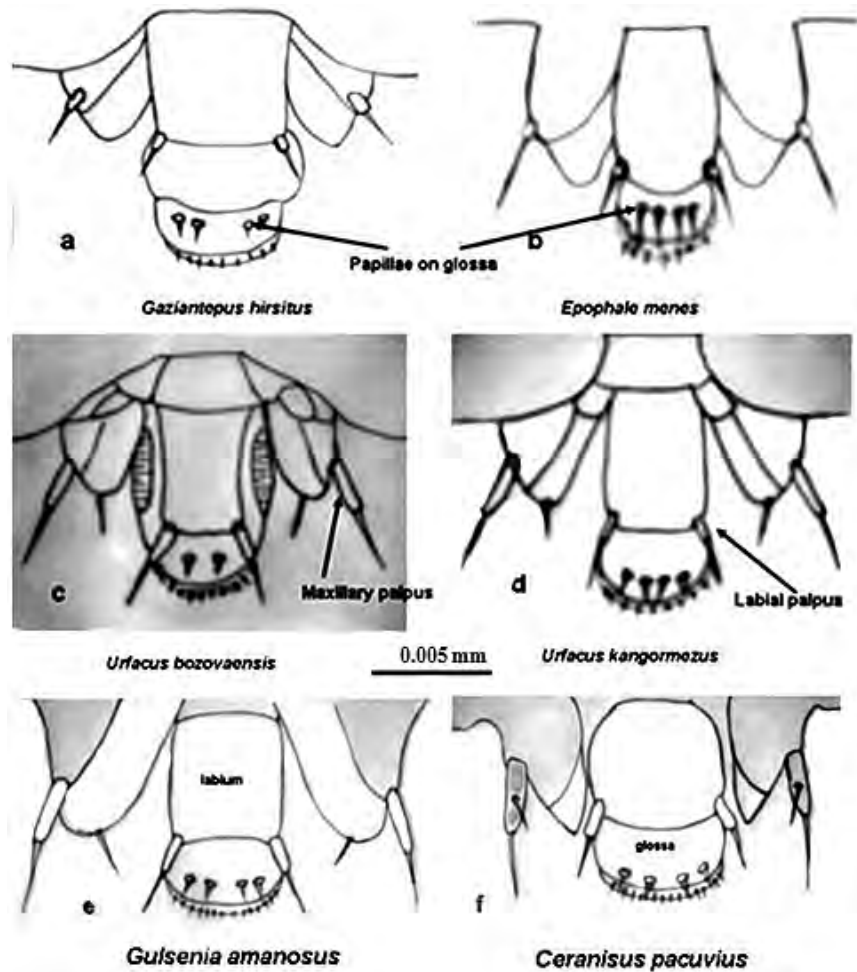 a
b
Papillae on glossa
Gaziantepus hirsitus
Epophale menes
c
Maxillary palpus
d
Labial palpus
Urfacus bozovaensis
0.005 mm
Urfacus kangormezus
labium
glossa
e
f
Gulsenia amanosus
Ceranisus pacuvius